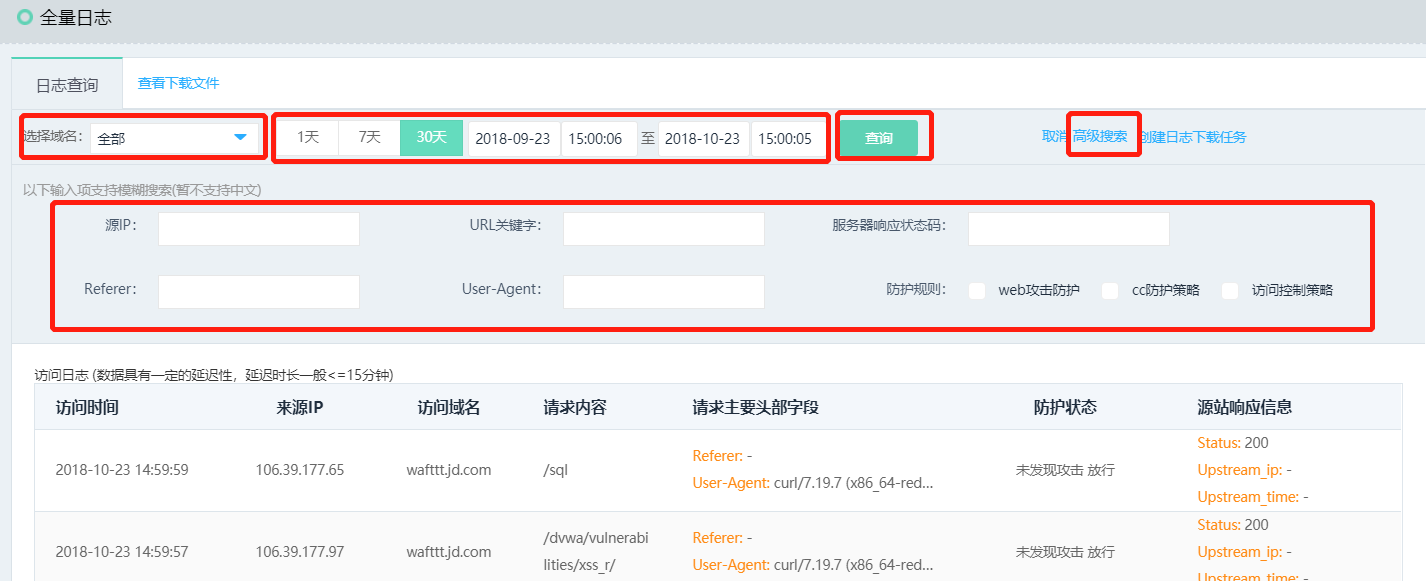 全量日志
日志查询 查看下载文件
选择域名: 全部 1天 7天 30天 2018-09-23 15:00:06 至 2018-10-23 15:00:05 查询 取消 高级搜索 创建日志下载任务
以下输入项支持模糊搜索(暂不支持中文)
源IP: URL关键字: 服务器响应状态码:
Referer: User-Agent: 防护规则: web攻击防护 cc防护策略 访问控制策略
访问日志 (数据具有一定的延迟性，延迟时长一般<=15分钟)
访问时间 来源IP 访问域名 请求内容 请求主要头部字段 防护状态 源站响应信息
Status: 200
Referer: -
2018-10-23 14:59:59 106.39.177.65 wafttt.jd.com /sql 未发现攻击 放行 Upstream_ip: -
User-Agent: curl/7.19.7 (x86_64-red...
Upstream_time: -
Status: 200
/dvwa/vulnerabi Referer: -
2018-10-23 14:59:57 106.39.177.97 wafttt.jd.com 未发现攻击 放行 Upstream_ip: -
lities/xss_r/ User-Agent: curl/7.19.7 (x86_64-red...
Upstream_time: -